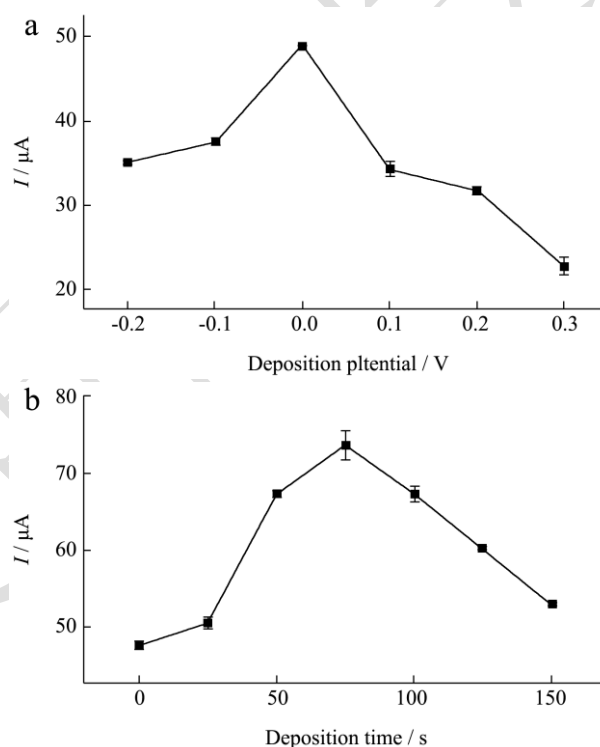 a
50
40
30
20
I / μA
-0.2 -0.1 0.0 0.1 0.2 0.3
Deposition pltential / V
b
80
70
60
50
I / μA
0 50 100 150
Deposition time / s